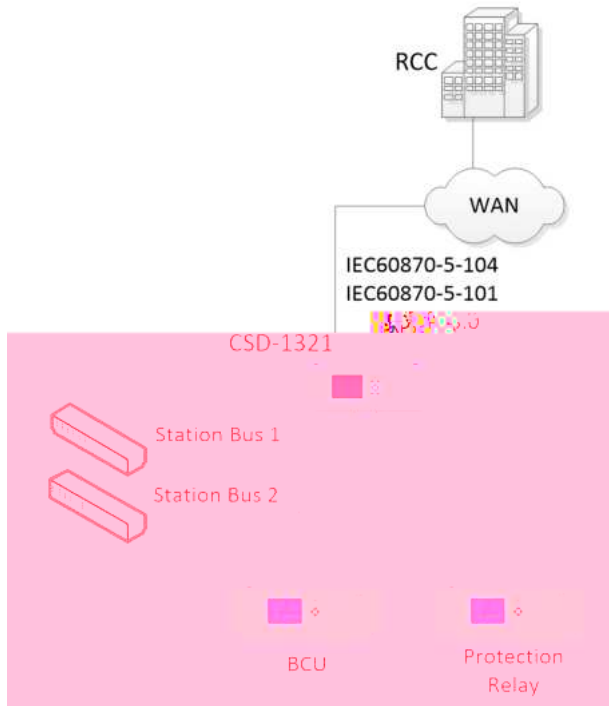 RCC
WAN
IEC60870-5-104
IEC60870-5-101
CSD-1321
Station Bus 1
Station Bus 2
BCU
Protection
Relay